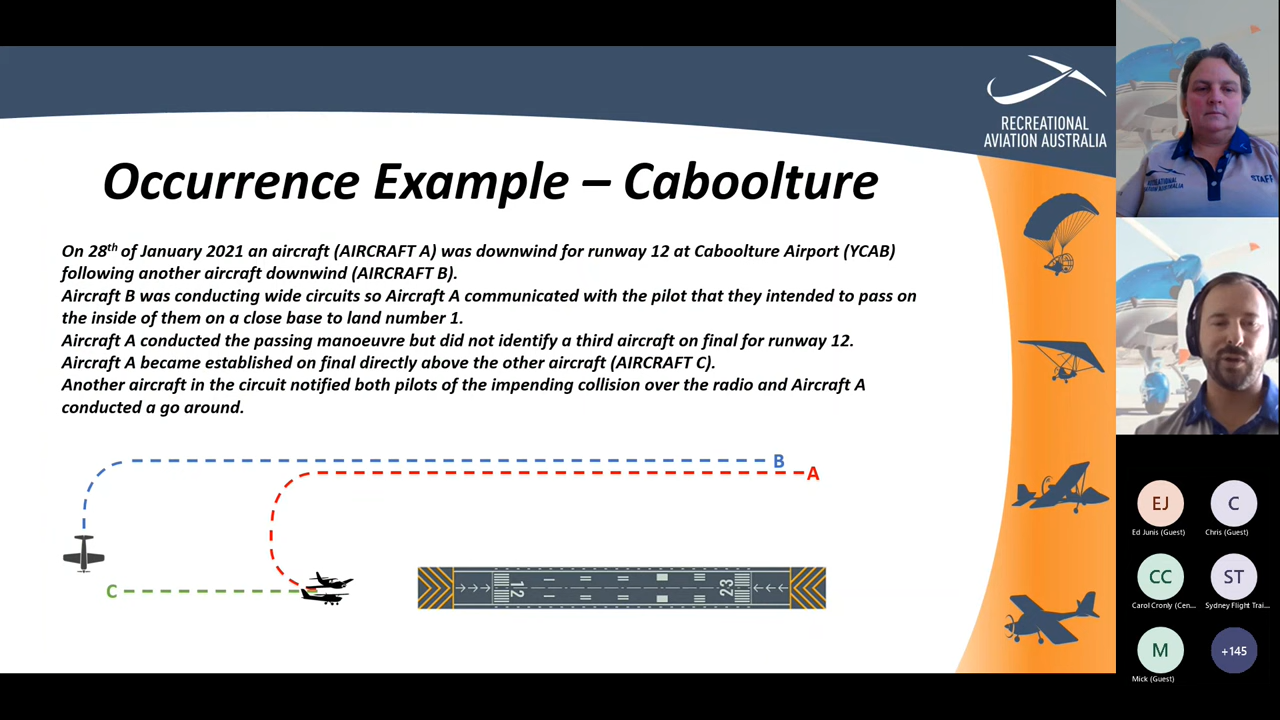 RECREATIONAL
AVIATION AUSTRALIA
Occurrence Example – Caboolture
On 28th of January 2021 an aircraft (AIRCRAFT A) was downwind for runway 12 at Caboolture Airport (YCAB)
following another aircraft downwind (AIRCRAFT B).
Aircraft B was conducting wide circuits so Aircraft A communicated with the pilot that they intended to pass on
the inside of them on a close base to land number 1.
Aircraft A conducted the passing manoeuvre but did not identify a third aircraft on final for runway 12.
Aircraft A became established on final directly above the other aircraft (AIRCRAFT C).
Another aircraft in the circuit notified both pilots of the impending collision over the radio and Aircraft A
conducted a go around.
B
A
C
12
23
RECREATIONAL
AVIATION AUSTRALIA
STAFF
EJ
Ed Junis (Guest)
C
Chris (Guest)
CC
Carol Cronly (Cen...
ST
Sydney Flight Trai...
M
Mick (Guest)
+145